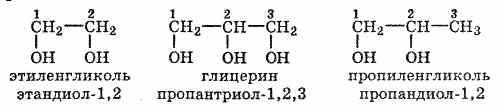 1 2 1 2 3 1 2 3
CH₂—CH₂ CH₂—CH—CH₂ CH₂—CH—CH₃
OH OH OH OH OH OH OH
этиленгликоль глицерин пропиленгликоль
этандиол-1,2 пропантриол-1,2,3 пропандиол-1,2